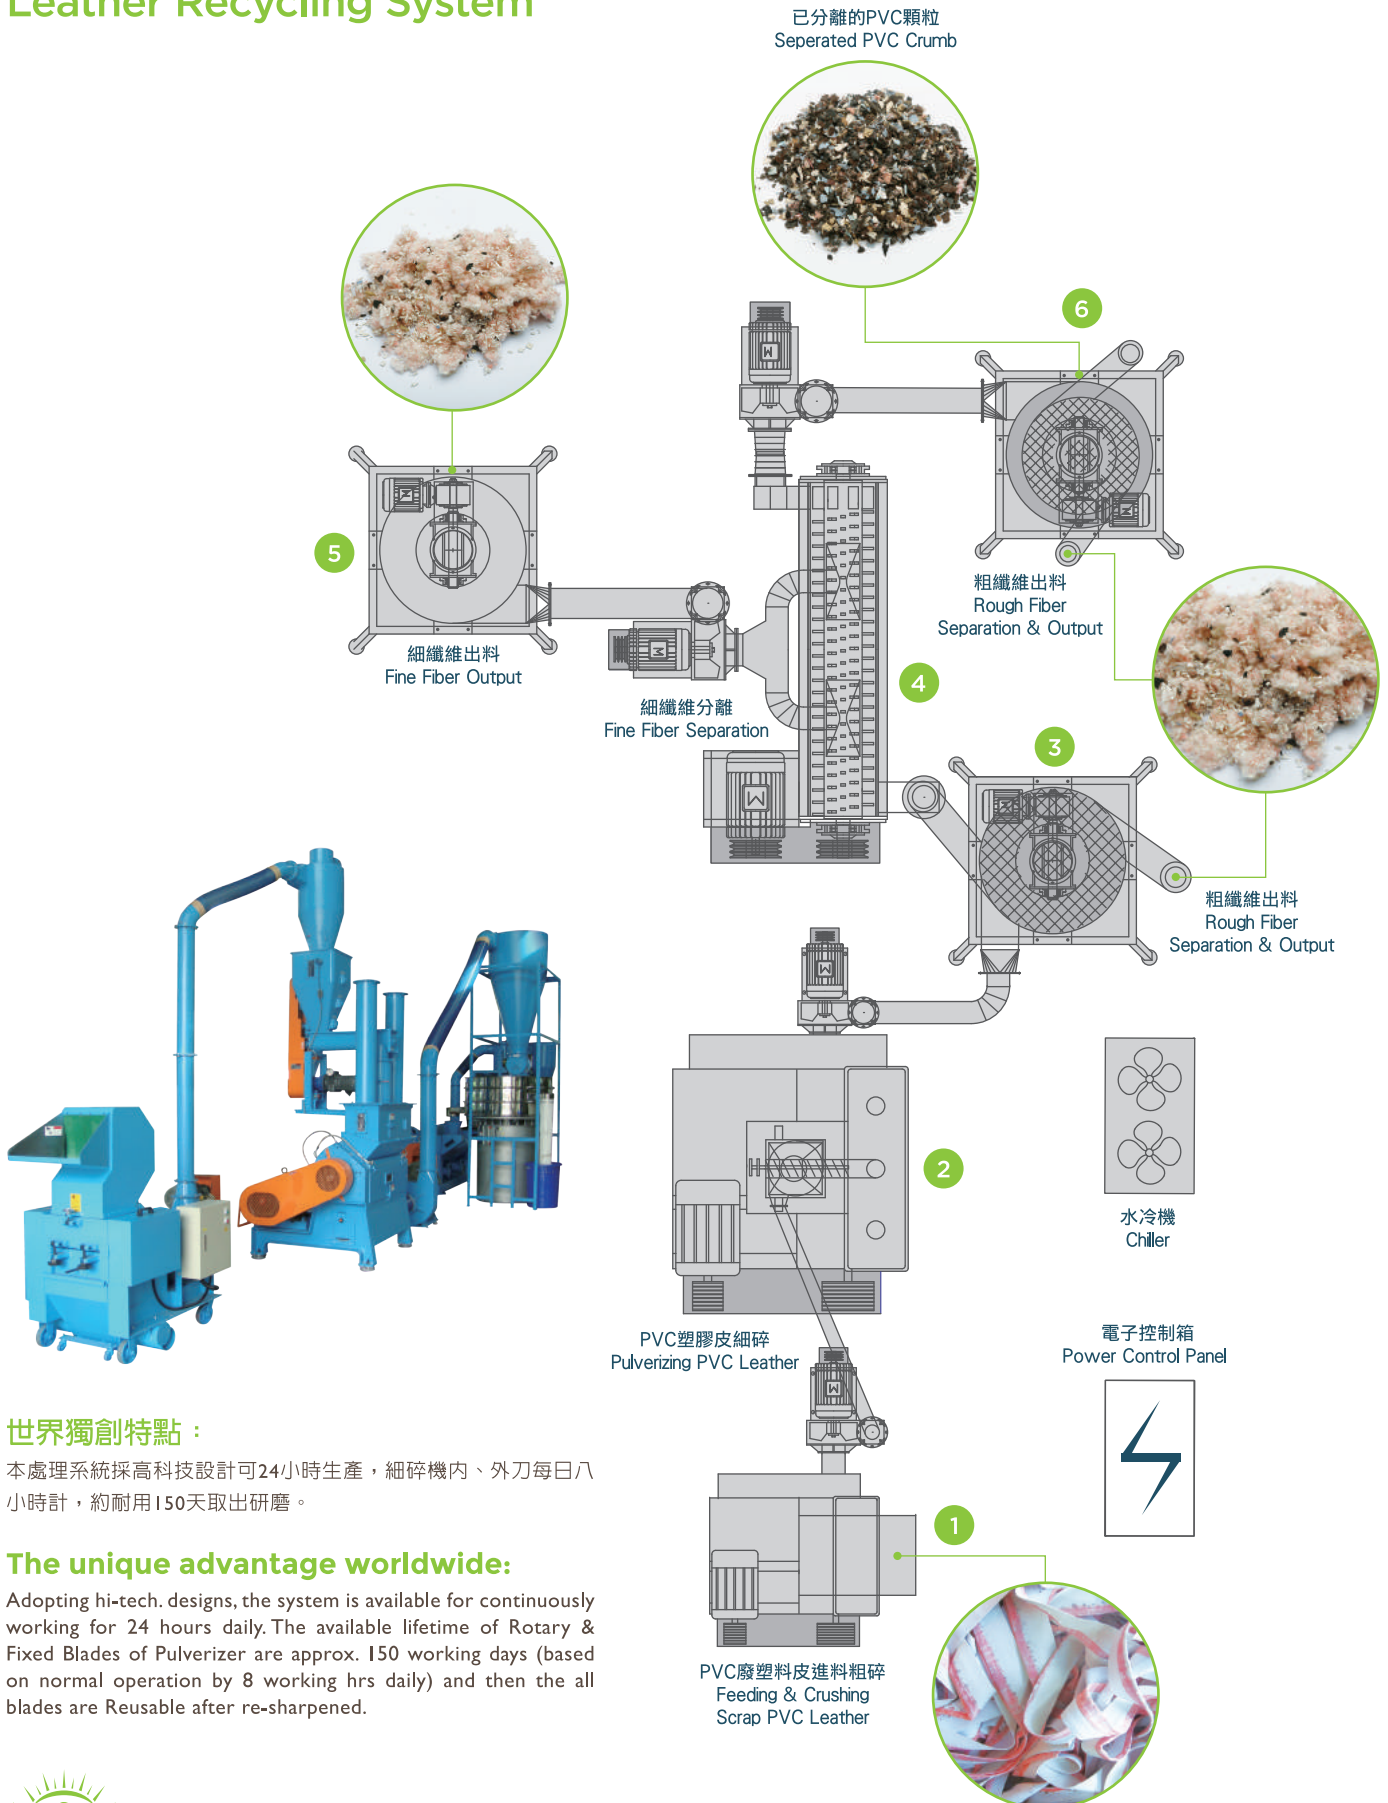 Leather Recycling System
已分離的PVC顆粒
Seperated PVC Crumb
6
5
細纖維出料
Fine Fiber Output
細纖維分離
Fine Fiber Separation
4
粗纖維出料
Rough Fiber
Separation & Output
3
粗纖維出料
Rough Fiber
Separation & Output
2
水冷機
Chiller
PVC塑膠皮細碎
Pulverizing PVC Leather
電子控制箱
Power Control Panel
1
PVC廢塑料皮進料粗碎
Feeding & Crushing
Scrap PVC Leather
世界獨創特點：
本處理系統採高科技設計可24小時生產，細碎機內、外刀每日八
小時計，約耐用150天取出研磨。
The unique advantage worldwide:
Adopting hi-tech. designs, the system is available for continuously
working for 24 hours daily. The available lifetime of Rotary &
Fixed Blades of Pulverizer are approx. 150 working days (based
on normal operation by 8 working hrs daily) and then the all
blades are Reusable after re-sharpened.